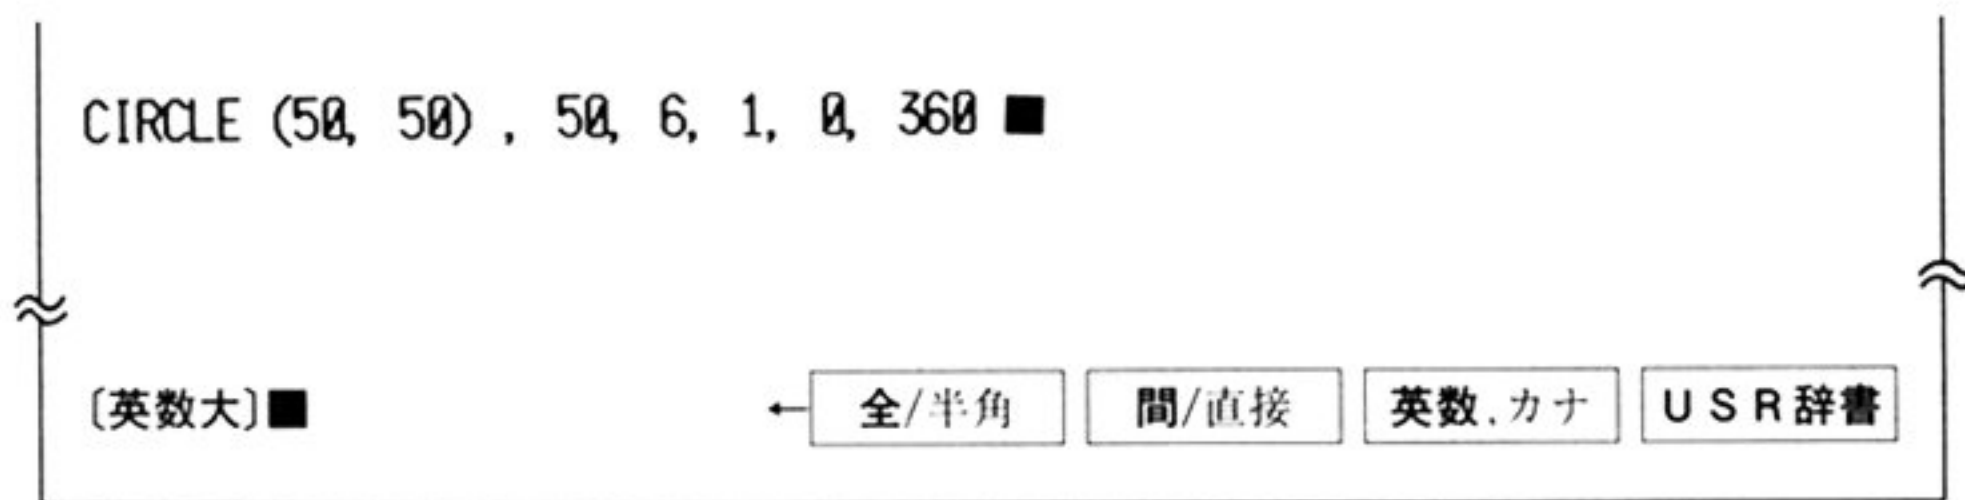 CIRCLE (50, 50) , 50, 6, 1, 0, 360 ■
〔英数大〕■ ← 全/半角 間/直接 英数.カナ USR辞書